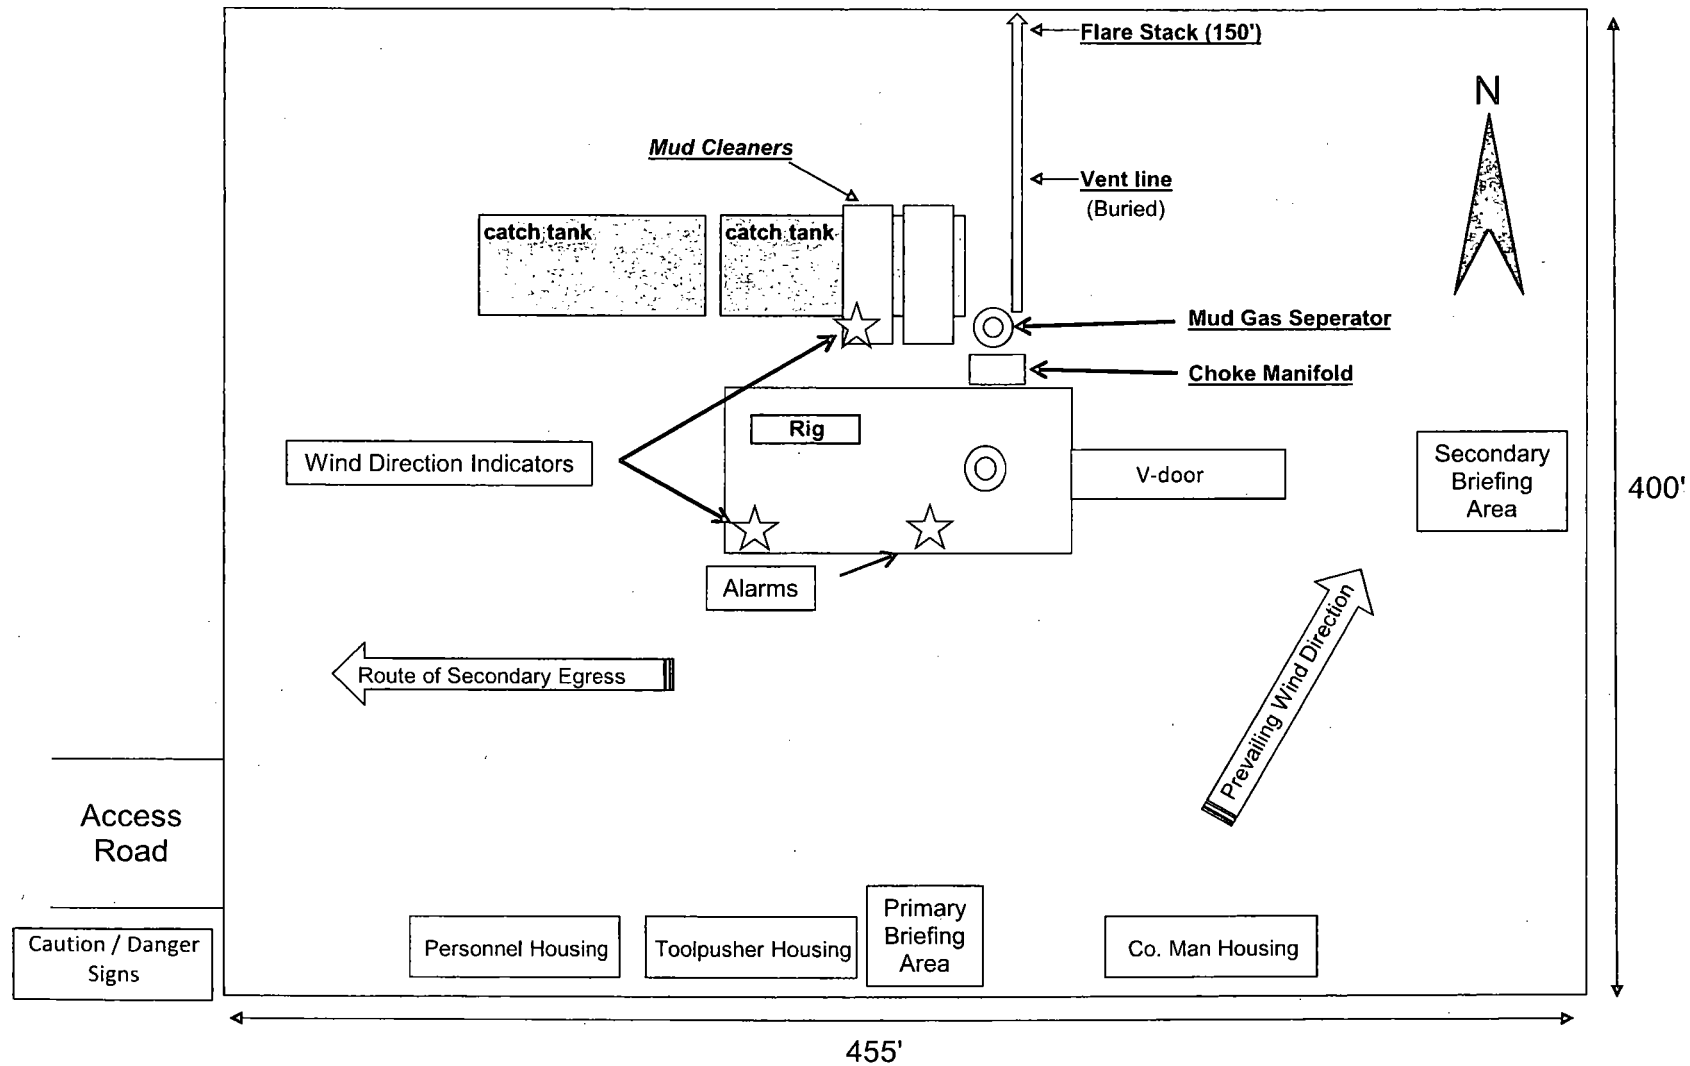 Flare Stack (150')
N
Mud Cleaners
Vent line
(Buried)
catch tank
catch tank
Mud Gas Seperator
Choke Manifold
Rig
Wind Direction Indicators
V-door
Secondary
Briefing
Area
400'
Alarms
Prevailing Wind Direction
Route of Secondary Egress
Access
Road
Caution / Danger
Signs
Personnel Housing
Toolpusher Housing
Primary
Briefing
Area
Co. Man Housing
455'